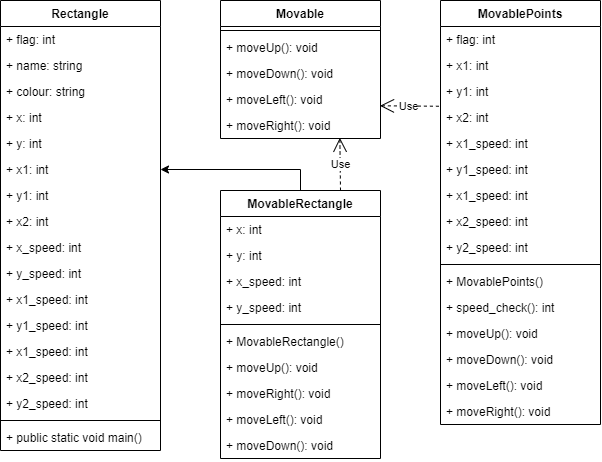 Rectangle
+ flag: int
+ name: string
+ colour: string
+ x: int
+ y: int
+ x1: int
+ y1: int
+ x2: int
+ x_speed: int
+ y_speed: int
+ x1_speed: int
+ y1_speed: int
+ x1_speed: int
+ x2_speed: int
+ y2_speed: int
+ public static void main()
Movable
+ moveUp(): void
+ moveDown(): void
+ moveLeft(): void
+ moveRight(): void
Use
Use
MovableRectangle
+ x: int
+ y: int
+ x_speed: int
+ y_speed: int
+ MovableRectangle()
+ moveUp(): void
+ moveRight(): void
+ moveLeft(): void
+ moveDown(): void
MovablePoints
+ flag: int
+ x1: int
+ y1: int
+ x2: int
+ x1_speed: int
+ y1_speed: int
+ x1_speed: int
+ x2_speed: int
+ y2_speed: int
+ MovablePoints()
+ speed_check(): int
+ moveUp(): void
+ moveDown(): void
+ moveLeft(): void
+ moveRight(): void